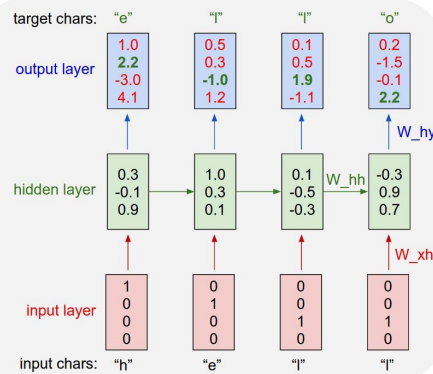 target chars: “e” “l” “l” “o”
1.0 0.5 0.1 0.2
2.2 0.3 0.5 -1.5
-3.0 -1.0 1.9 -0.1
4.1 1.2 -1.1 2.2
output layer
W_hy
0.3 1.0 0.1 -0.3
-0.1 0.3 -0.5 0.9
0.9 0.1 -0.3 0.7
hidden layer
W_hh
W_xh
1 0 0 0
0 1 0 0
0 0 1 1
0 0 0 0
input layer
input chars: “h” “e” “l” “l”